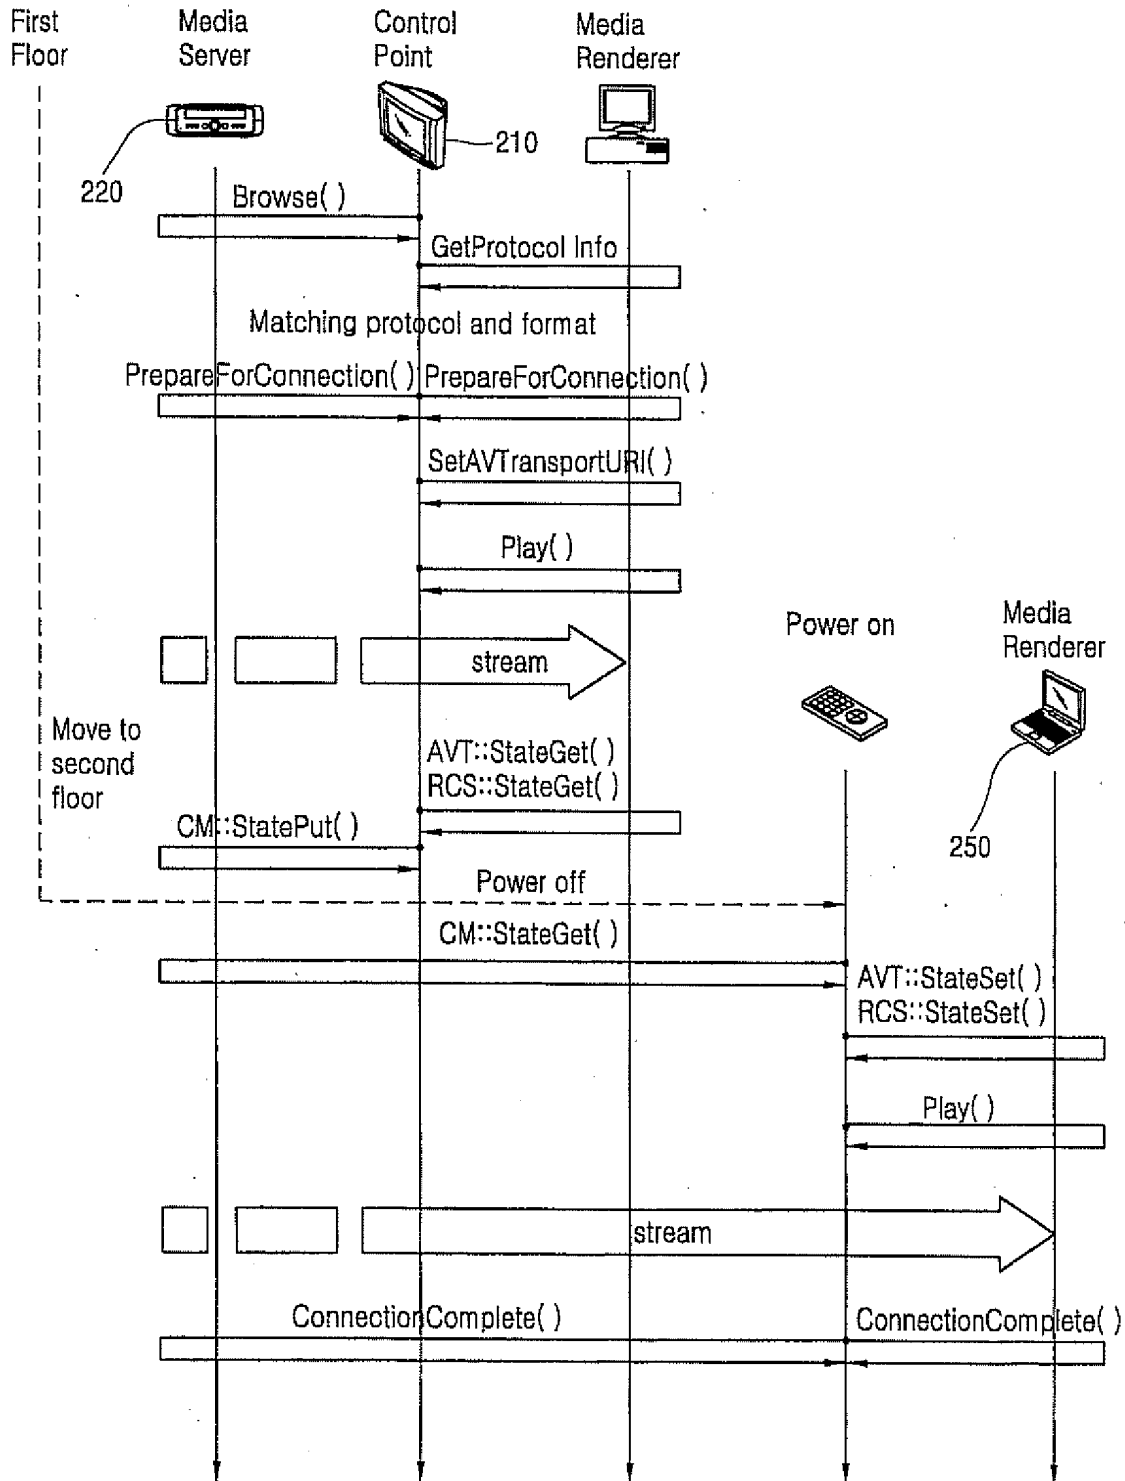 First
Floor
Media
Server
Control
Point
Media
Renderer
220
210
Browse( )
GetProtocol Info
Matching protocol and format
PrepareForConnection( )
PrepareForConnection( )
SetAVTransportURI( )
Play( )
stream
Power on
Media
Renderer
Move to
second
floor
AVT::StateGet( )
RCS::StateGet( )
250
CM::StatePut( )
Power off
CM::StateGet( )
AVT::StateSet( )
RCS::StateSet( )
Play( )
stream
ConnectionComplete( )
ConnectionComplete( )